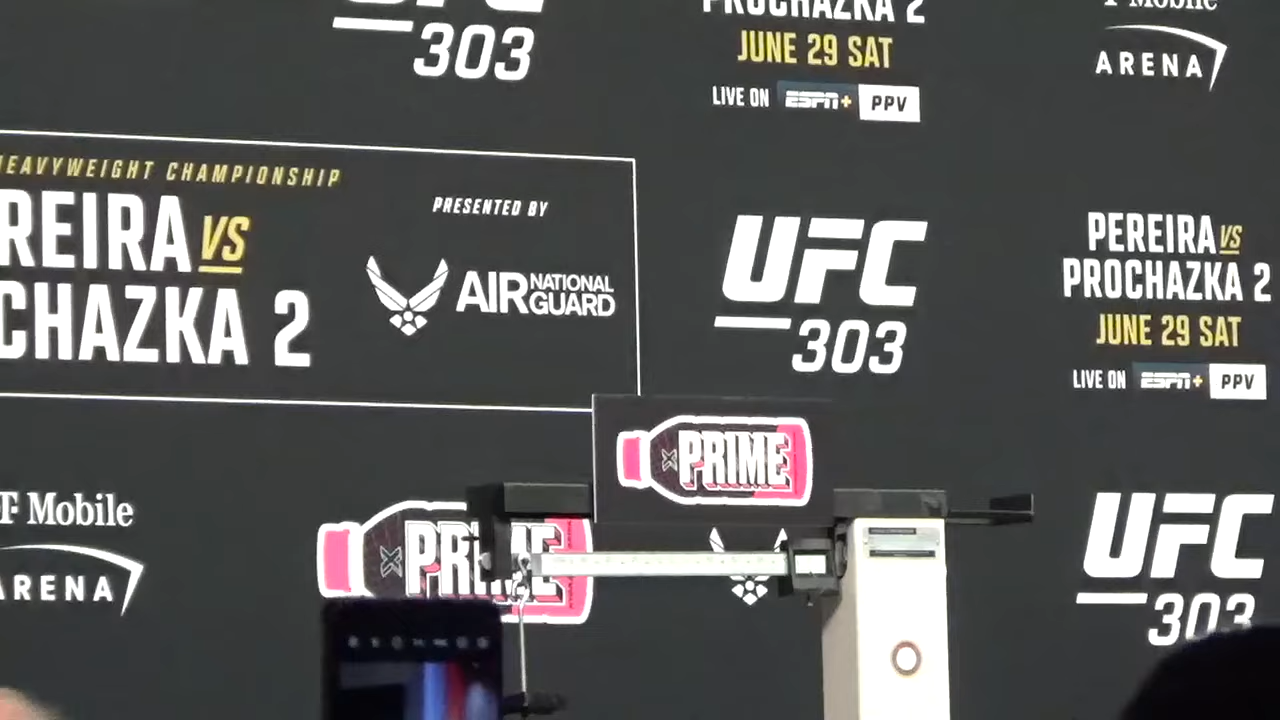 UFC
303
PROCHAZKA 2
JUNE 29 SAT
LIVE ON ESPN+ PPV
T Mobile
ARENA
HEAVYWEIGHT CHAMPIONSHIP
REIRA VS
CHAZKA 2
PRESENTED BY
AIR NATIONAL GUARD
UFC
303
PEREIRA VS
PROCHAZKA 2
JUNE 29 SAT
LIVE ON ESPN+ PPV
PRIME
T Mobile
ARENA
X PRIME
UFC
303